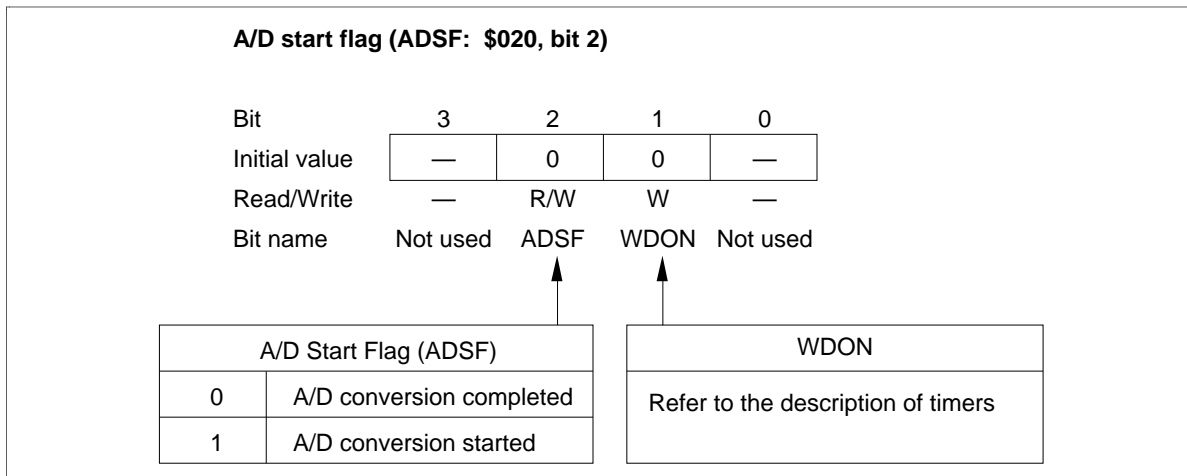 A/D start flag (ADSF: $020, bit 2)
Bit 3 2 1 0
Initial value — 0 0 —
Read/Write — R/W W —
Bit name Not used ADSF WDON Not used
A/D Start Flag (ADSF)
0 A/D conversion completed
1 A/D conversion started
WDON
Refer to the description of timers